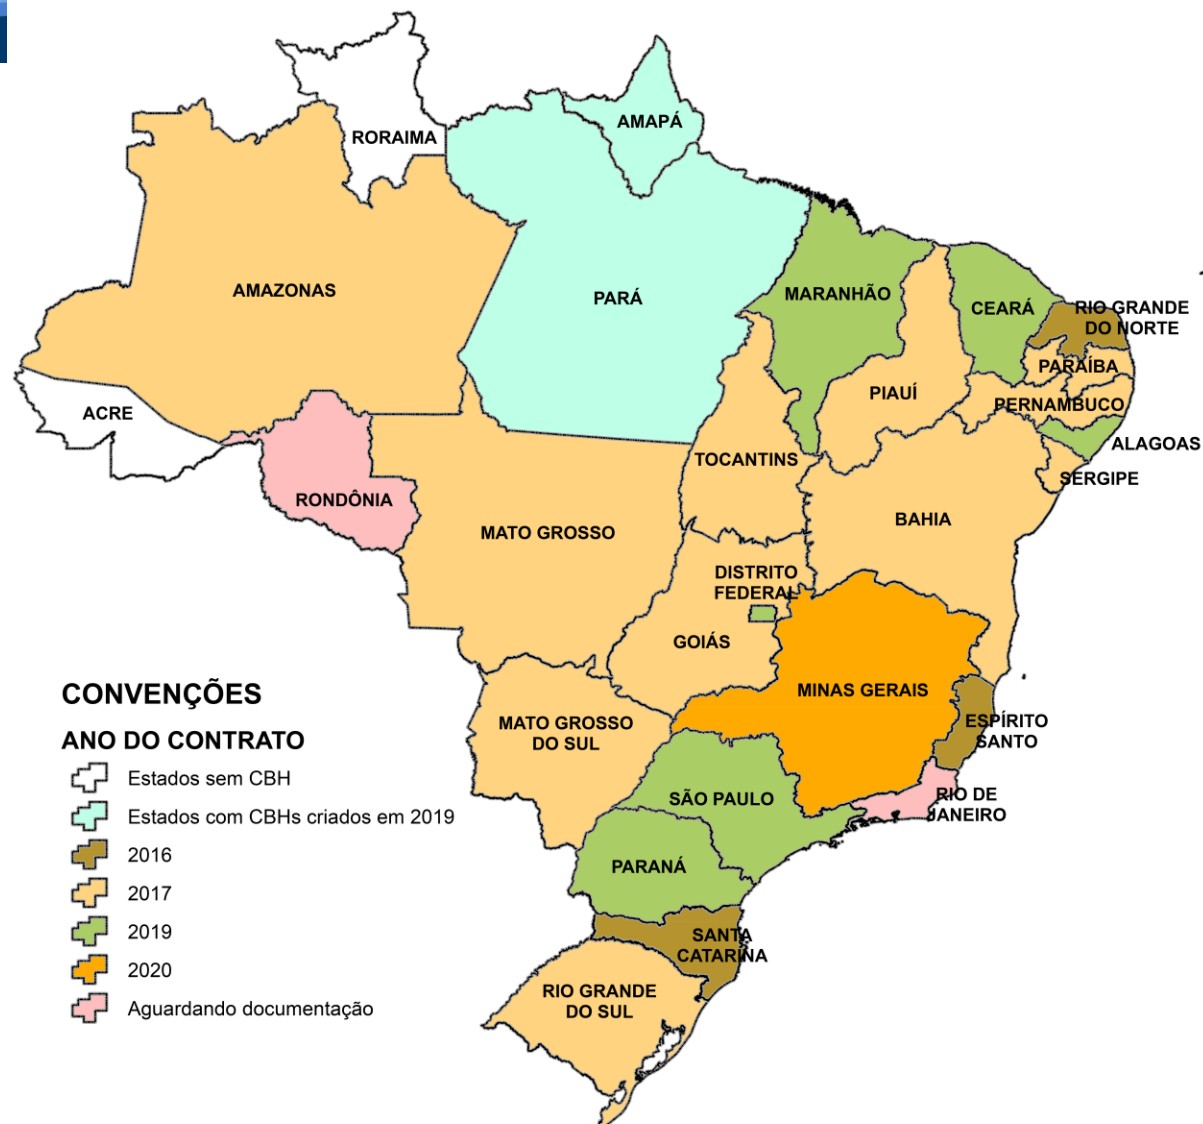 RORAIMA
AMAPÁ
AMAZONAS
PARÁ
MARANHÃO
CEARÁ
RIO GRANDE
DO NORTE
PARAÍBA
PIAUÍ
PERNAMBUCO
ACRE
ALAGOAS
TOCANTINS
SERGIPE
RONDÔNIA
BAHIA
MATO GROSSO
DISTRITO
FEDERAL
GOIÁS
MINAS GERAIS
MATO GROSSO
DO SUL
ESPÍRITO
SANTO
SÃO PAULO
RIO DE
JANEIRO
PARANÁ
SANTA
CATARINA
RIO GRANDE
DO SUL
CONVENÇÕES
ANO DO CONTRATO
Estados sem CBH
Estados com CBHs criados em 2019
2016
2017
2019
2020
Aguardando documentação